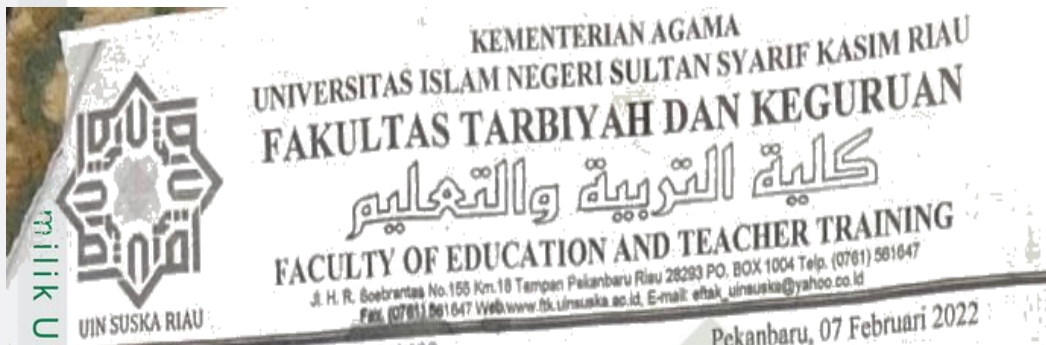 KEMENTERIAN AGAMA
UNIVERSITAS ISLAM NEGERI SULTAN SYARIF KASIM RIAU
FAKULTAS TARBIYAH DAN KEGURUAN
كلية التربية والتعليم
FACULTY OF EDUCATION AND TEACHER TRAINING
Jl. H. R. Soebrantas No.155 Km.18 Tampan Pekanbaru Riau 28293 PO. BOX 1004 Telp. (0761) 561647
Fax. (0761) 561647 Web.www.ftk.uinsuska.ac.id, E-mail: eftak_uinsuska@yahoo.co.id
UIN SUSKA RIAU
Pekanbaru, 07 Februari 2022
milik U